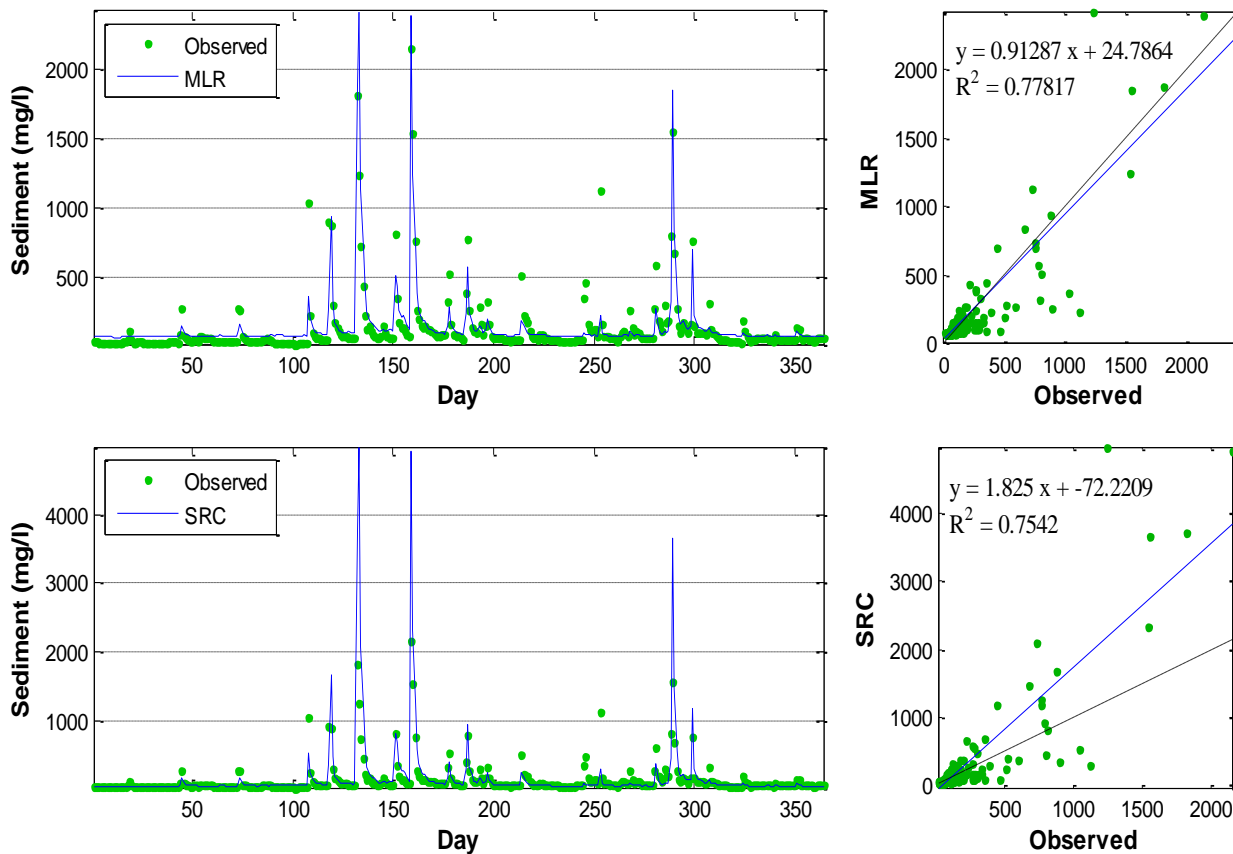 Observed
MLR
Sediment (mg/l)
2000
1500
1000
500
50
100
150
200
250
300
350
Day
y = 0.91287 x + 24.7864
R² = 0.77817
MLR
2000
1500
1000
500
0
0
500
1000
1500
2000
Observed
Observed
SRC
Sediment (mg/l)
4000
3000
2000
1000
50
100
150
200
250
300
350
Day
y = 1.825 x + -72.2209
R² = 0.7542
SRC
4000
3000
2000
1000
0
0
500
1000
1500
2000
Observed